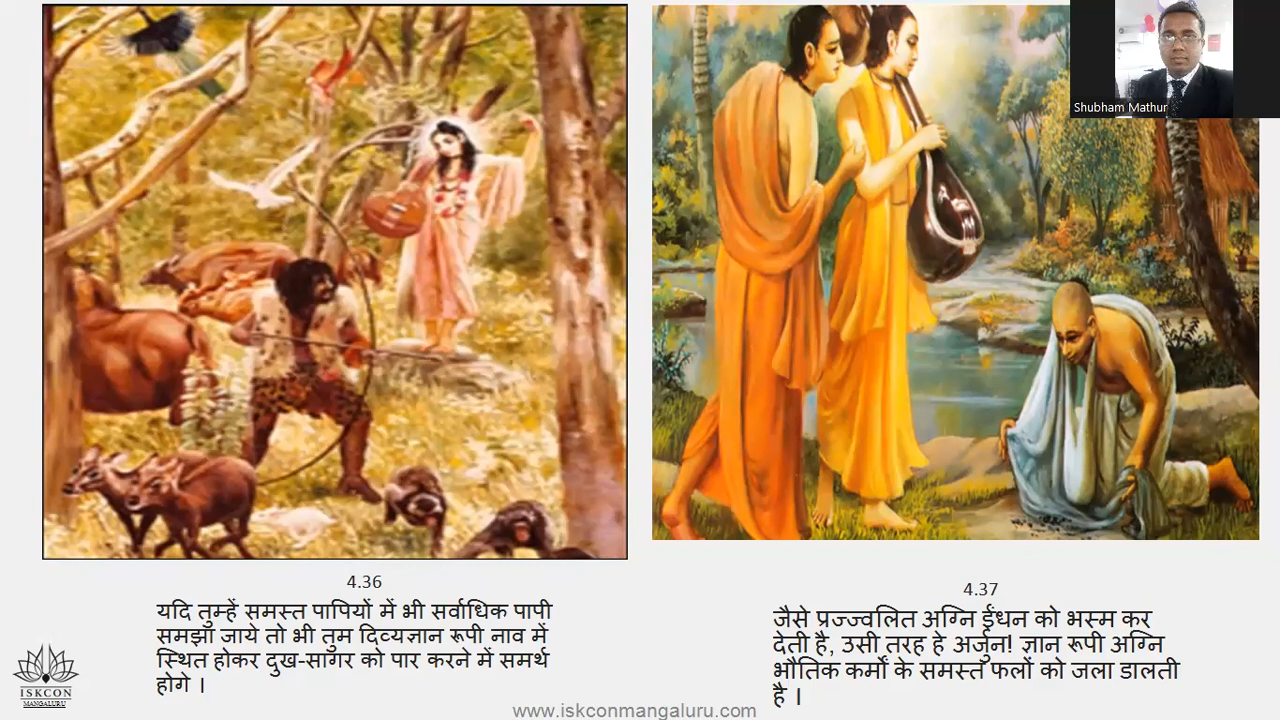 Shubham Mathur
4.36
यदि तुम्हें समस्त पापियों में भी सर्वाधिक पापी
समझा जाये तो भी तुम दिव्यज्ञान रूपी नाव में
स्थित होकर दुख-सागर को पार करने में समर्थ
होगे ।
4.37
जैसे प्रज्ज्वलित अग्नि ईंधन को भस्म कर
देती है, उसी तरह हे अर्जुन! ज्ञान रूपी अग्नि
भौतिक कर्मों के समस्त फलों को जला डालती
है ।
ISKCON
MANGALURU
www.iskconmangaluru.com